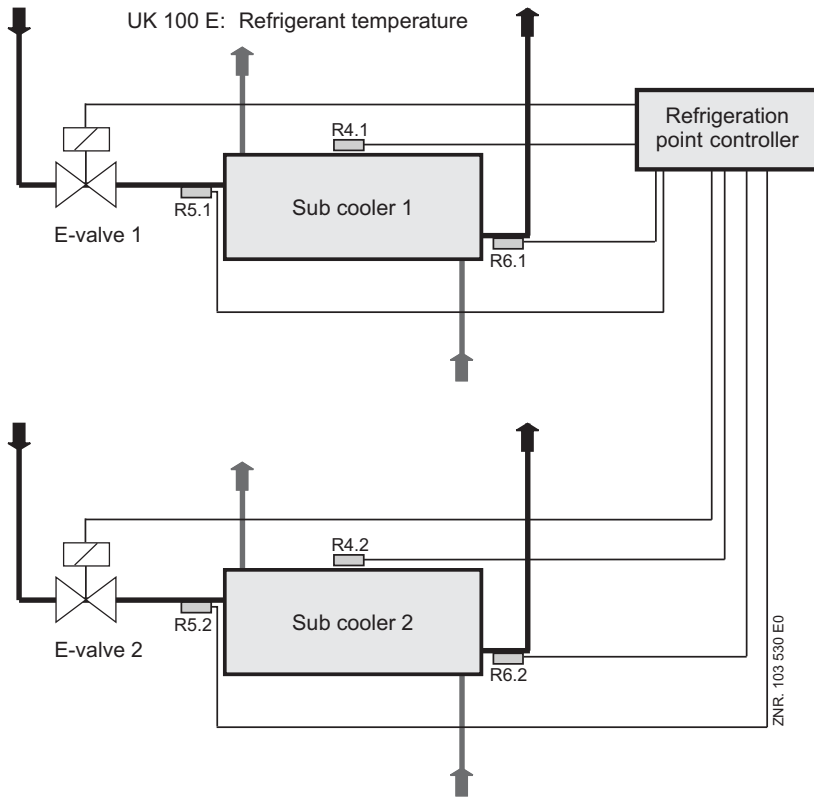 UK 100 E: Refrigerant temperature
R4.1
Refrigeration
point controller
R5.1
Sub cooler 1
E-valve 1
R6.1
R4.2
R5.2
Sub cooler 2
E-valve 2
R6.2
ZNR. 103 530 E0